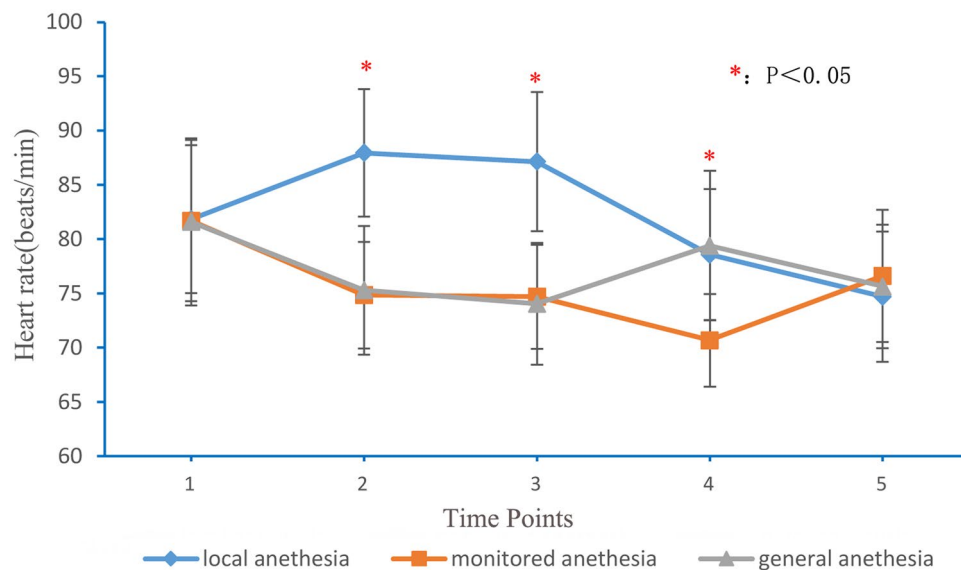 100
95
90
85
80
75
70
65
60
Heart rate(beats/min)
*
*
*
*: P<0.05
1 2 3 4 5
Time Points
local anethesia monitored anethesia general anethesia